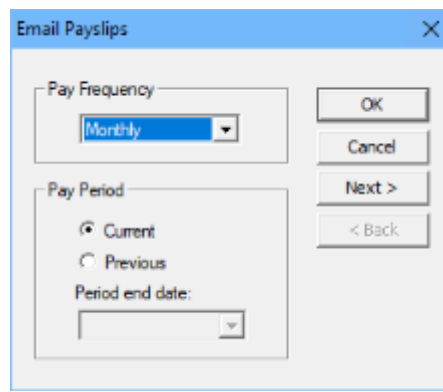 Email Payslips
Pay Frequency
Monthly
OK
Cancel
Next >
< Back
Pay Period
Current
Previous
Period end date: